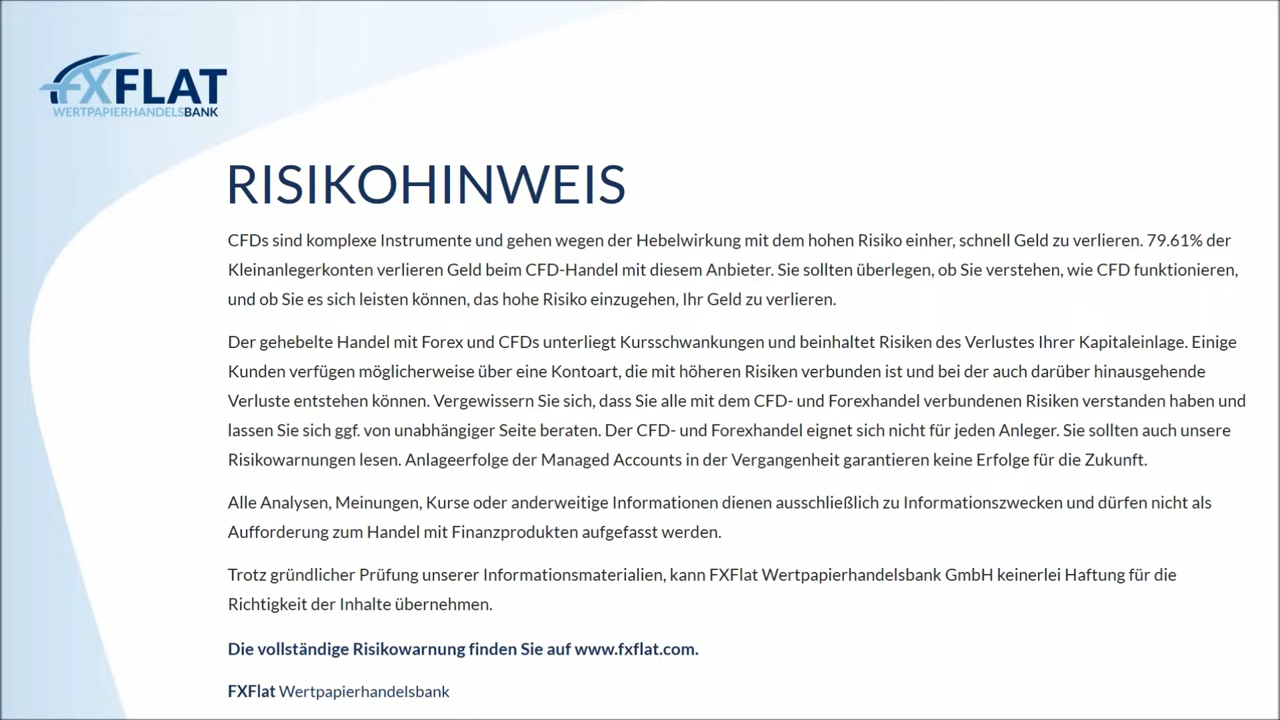 FXFLAT
WERTPAPIERHANDELSBANK
RISIKOHINWEIS
CFDs sind komplexe Instrumente und gehen wegen der Hebelwirkung mit dem hohen Risiko einher, schnell Geld zu verlieren. 79.61% der
Kleinanlegerkonten verlieren Geld beim CFD-Handel mit diesem Anbieter. Sie sollten überlegen, ob Sie verstehen, wie CFD funktionieren,
und ob Sie es sich leisten können, das hohe Risiko einzugehen, Ihr Geld zu verlieren.
Der gehebelte Handel mit Forex und CFDs unterliegt Kursschwankungen und beinhaltet Risiken des Verlustes Ihrer Kapitaleinlage. Einige
Kunden verfügen möglicherweise über eine Kontoart, die mit höheren Risiken verbunden ist und bei der auch darüber hinausgehende
Verluste entstehen können. Vergewissern Sie sich, dass Sie alle mit dem CFD- und Forexhandel verbundenen Risiken verstanden haben und
lassen Sie sich ggf. von unabhängiger Seite beraten. Der CFD- und Forexhandel eignet sich nicht für jeden Anleger. Sie sollten auch unsere
Risikowarnungen lesen. Anlageerfolge der Managed Accounts in der Vergangenheit garantieren keine Erfolge für die Zukunft.
Alle Analysen, Meinungen, Kurse oder anderweitige Informationen dienen ausschließlich zu Informationszwecken und dürfen nicht als
Aufforderung zum Handel mit Finanzprodukten aufgefasst werden.
Trotz gründlicher Prüfung unserer Informationsmaterialien, kann FXFlat Wertpapierhandelsbank GmbH keinerlei Haftung für die
Richtigkeit der Inhalte übernehmen.
Die vollständige Risikowarnung finden Sie auf www.fxflat.com.
FXFlat Wertpapierhandelsbank